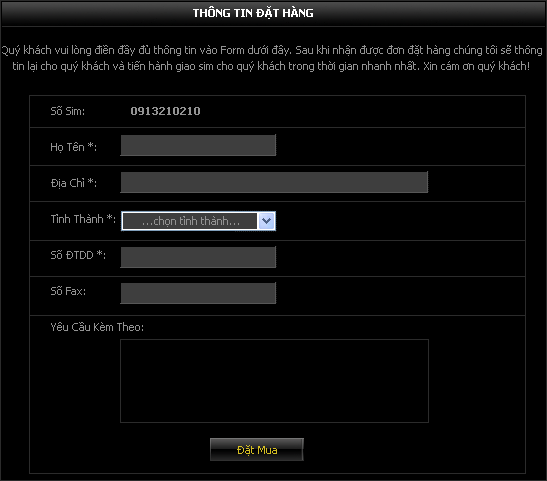 THÔNG TIN ĐẶT HÀNG
Quý khách vui lòng điền đầy đủ thông tin vào Form dưới đây. Sau khi nhận được đơn đặt hàng chúng tôi sẽ thông
tin lại cho quý khách và tiến hành giao sim cho quý khách trong thời gian nhanh nhất. Xin cám ơn quý khách!
Số Sim: 0913210210
Họ Tên *:
Địa Chỉ *:
Tỉnh Thành *: ...chọn tỉnh thành...
Số ĐTDD *:
Số Fax:
Yêu Cầu Kèm Theo:
Đặt Mua